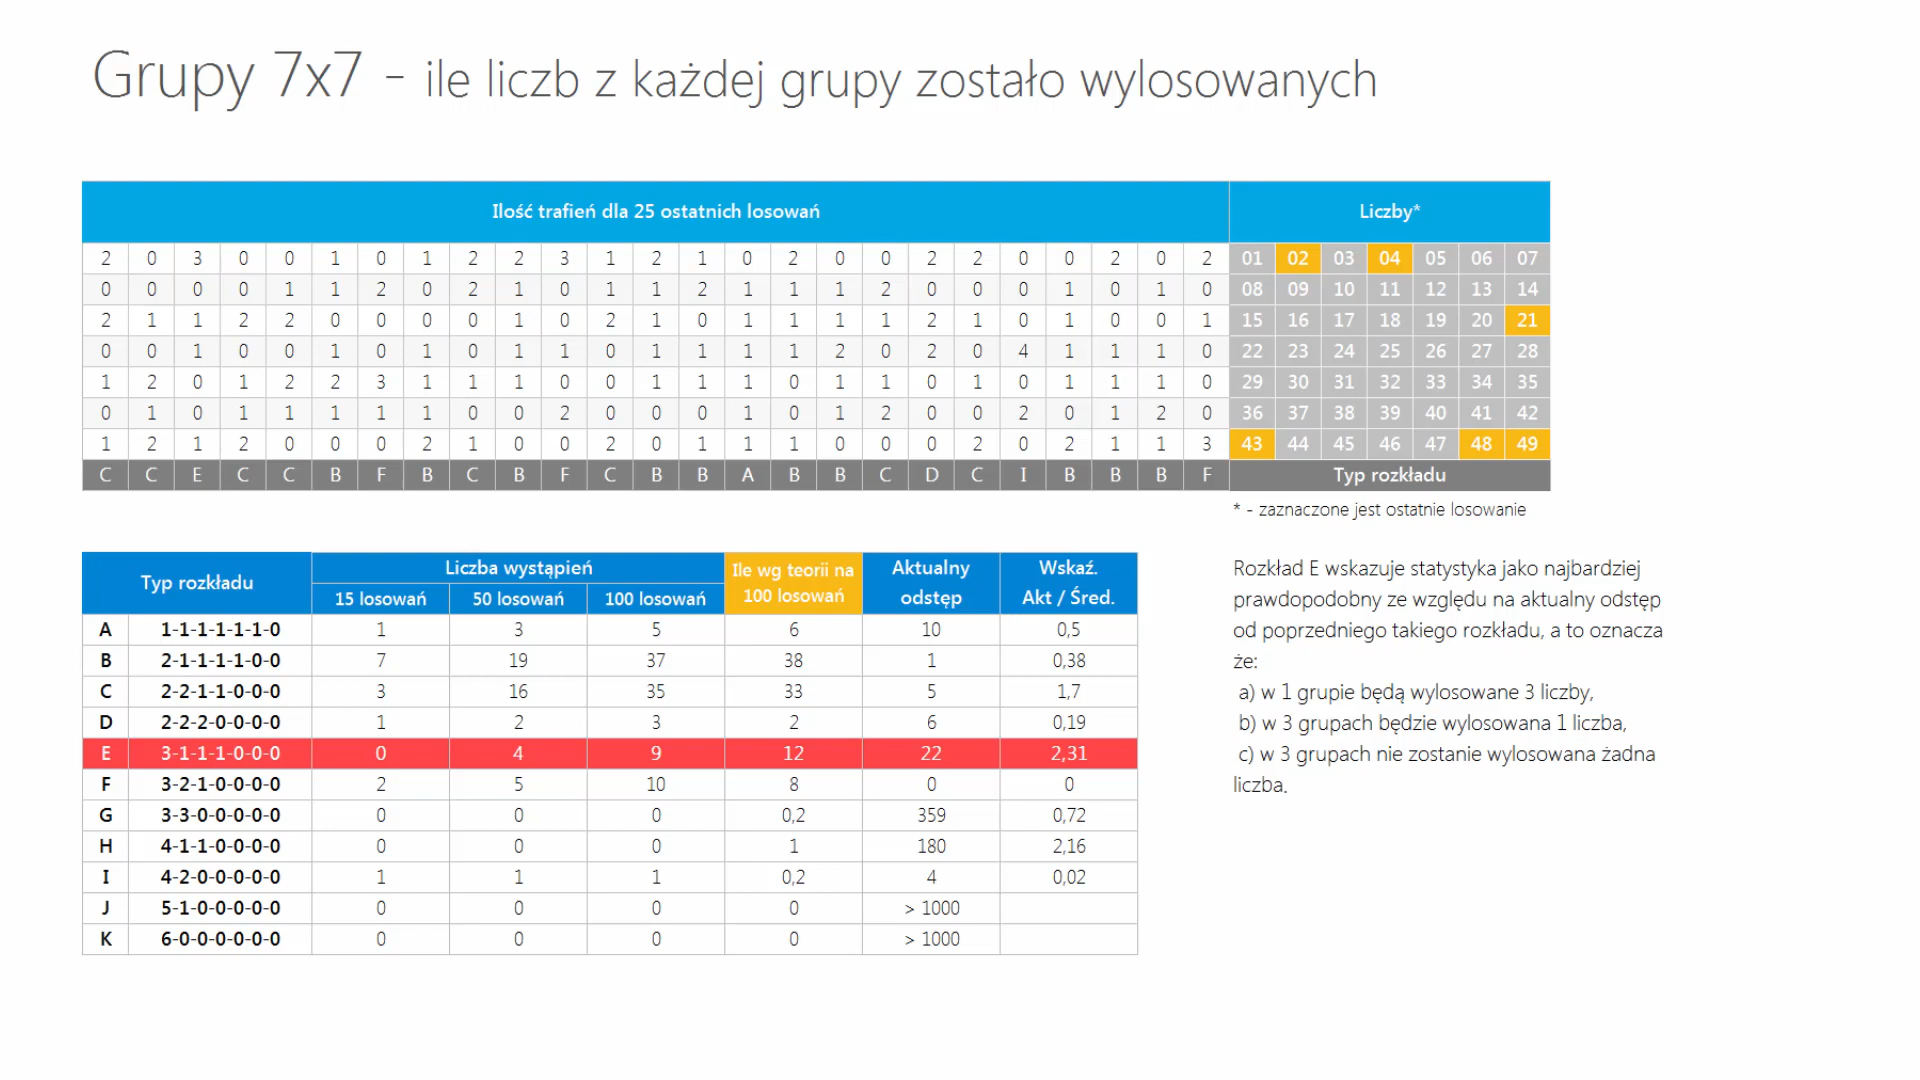 Grupy 7x7 - ile liczb z każdej grupy zostało wylosowanych
Ilość trafień dla 25 ostatnich losowań Liczby*
2 0 3 0 0 1 0 1 2 2 3 1 2 1 0 2 0 0 2 2 0 0 2 0 2 01 02 03 04 05 06 07
0 0 0 0 1 1 2 0 2 1 0 1 1 2 1 1 1 2 0 0 0 1 0 1 0 08 09 10 11 12 13 14
2 1 1 2 2 0 0 0 0 1 0 2 1 0 1 1 1 1 2 1 0 1 0 0 1 15 16 17 18 19 20 21
0 0 1 0 0 1 0 1 0 1 1 0 1 1 1 1 2 0 2 0 4 1 1 1 0 22 23 24 25 26 27 28
1 2 0 1 2 2 3 1 1 1 0 0 1 1 1 0 1 1 0 1 0 1 1 1 0 29 30 31 32 33 34 35
0 1 0 1 1 1 1 1 0 0 2 0 0 0 1 0 1 2 0 0 2 0 1 2 0 36 37 38 39 40 41 42
1 2 1 2 0 0 0 2 1 0 0 2 0 1 1 1 0 0 0 2 0 2 1 1 3 43 44 45 46 47 48 49
C C E C C B F B C B F C B B A B B C D C I B B B F Typ rozkładu
* - zaznaczone jest ostatnie losowanie
Typ rozkładu Liczba wystąpień Ile wg teorii na 100 losowań Aktualny odstęp Wskaź. Akt / Śred.
15 losowań 50 losowań 100 losowań
A 1-1-1-1-1-1-0 1 3 5 6 10 0,5
B 2-1-1-1-1-0-0 7 19 37 38 1 0,38
C 2-2-1-1-0-0-0 3 16 35 33 5 1,7
D 2-2-2-0-0-0-0 1 2 3 2 6 0,19
E 3-1-1-1-0-0-0 0 4 9 12 22 2,31
F 3-2-1-0-0-0-0 2 5 10 8 0 0
G 3-3-0-0-0-0-0 0 0 0 0,2 359 0,72
H 4-1-1-0-0-0-0 0 0 0 1 180 2,16
I 4-2-0-0-0-0-0 1 1 1 0,2 4 0,02
J 5-1-0-0-0-0-0 0 0 0 0 > 1000
K 6-0-0-0-0-0-0 0 0 0 0 > 1000
Rozkład E wskazuje statystyka jako najbardziej
prawdopodobny ze względu na aktualny odstęp
od poprzedniego takiego rozkładu, a to oznacza
że:
a) w 1 grupie będą wylosowane 3 liczby,
b) w 3 grupach będzie wylosowana 1 liczba,
c) w 3 grupach nie zostanie wylosowana żadna
liczba.